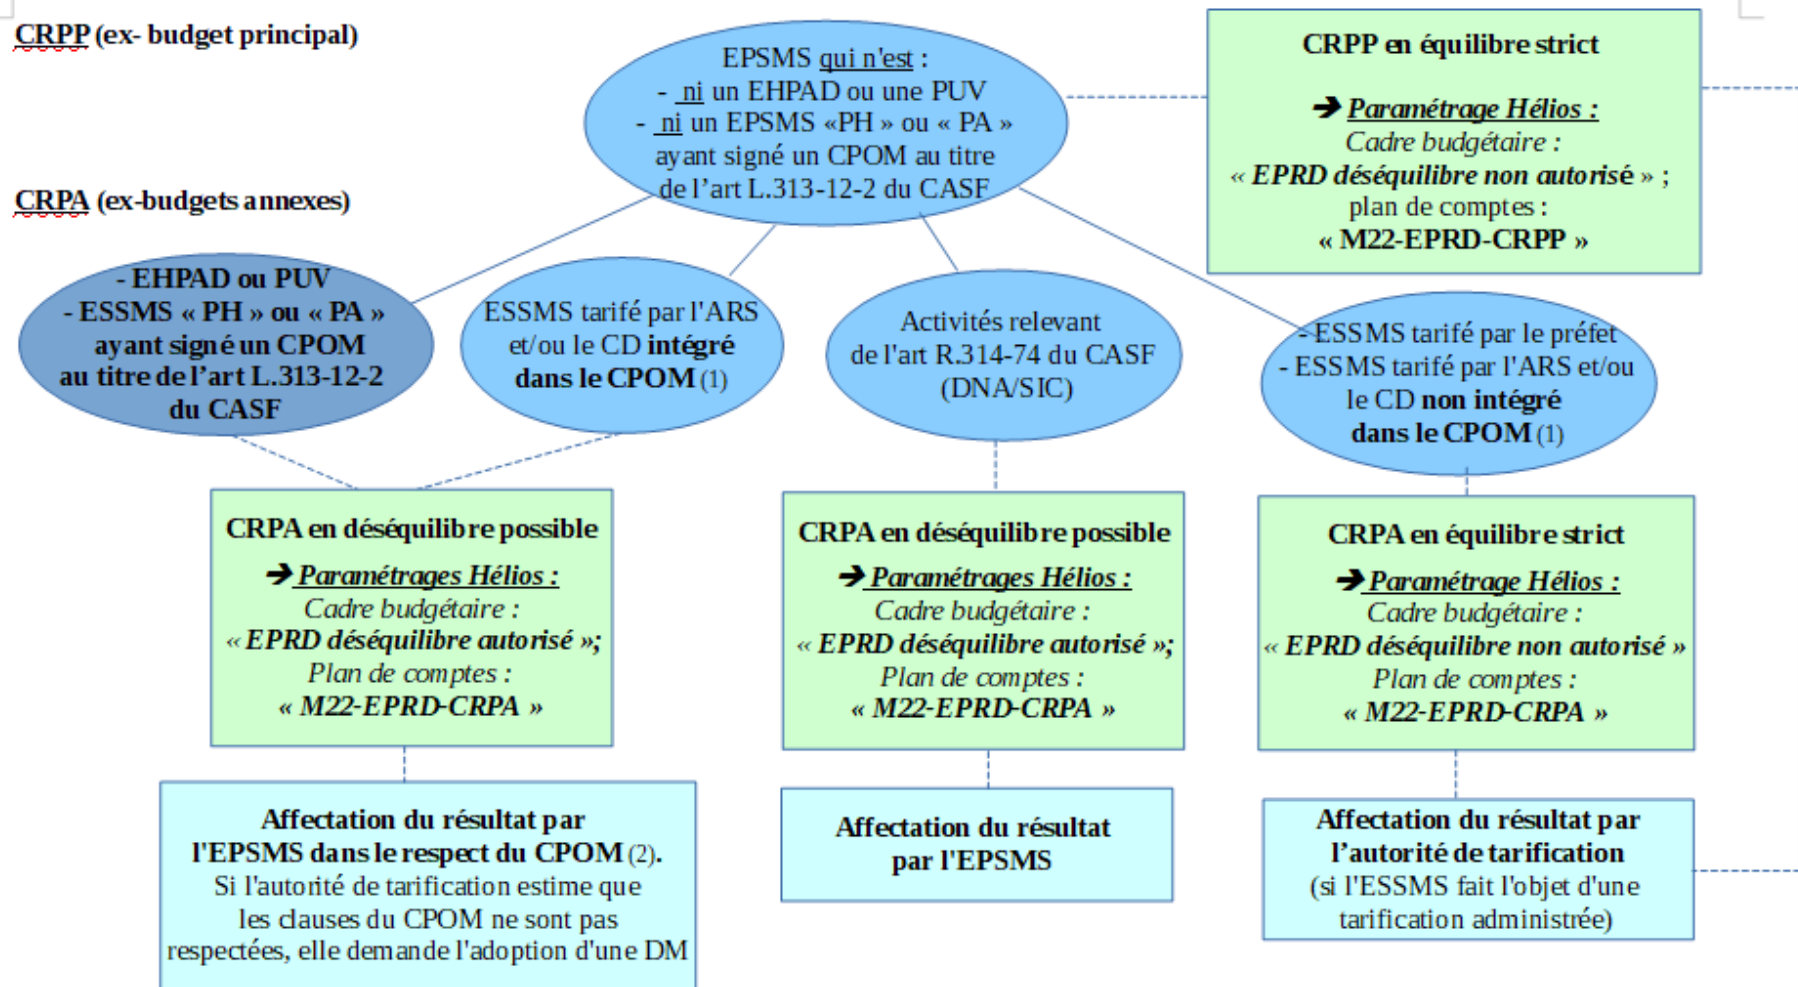 CRPP (ex- budget principal)
EPSMS qui n'est :
- ni un EHPAD ou une PUV
- ni un EPSMS «PH » ou « PA »
ayant signé un CPOM au titre
de l’art L.313-12-2 du CASF
CRPP en équilibre strict
➔ Paramétrage Hélios :
Cadre budgétaire :
« EPRD déséquilibre non autorisé » ;
plan de comptes :
« M22-EPRD-CRPP »
CRPA (ex-budgets annexes)
- EHPAD ou PUV
- ESSMS « PH » ou « PA »
ayant signé un CPOM
au titre de l’art L.313-12-2
du CASF
ESSMS tarifé par l'ARS
et/ou le CD intégré
dans le CPOM (1)
Activités relevant
de l'art R.314-74 du CASF
(DNA/SIC)
- ESSMS tarifé par le préfet
- ESSMS tarifé par l'ARS et/ou
le CD non intégré
dans le CPOM (1)
CRPA en déséquilibre possible
➔ Paramétrages Hélios :
Cadre budgétaire :
« EPRD déséquilibre autorisé »;
Plan de comptes :
« M22-EPRD-CRPA »
CRPA en déséquilibre possible
➔ Paramétrages Hélios :
Cadre budgétaire :
« EPRD déséquilibre autorisé »;
Plan de comptes :
« M22-EPRD-CRPA »
CRPA en équilibre strict
➔ Paramétrage Hélios :
Cadre budgétaire :
« EPRD déséquilibre non autorisé »
Plan de comptes :
« M22-EPRD-CRPA »
Affectation du résultat par
l'EPSMS dans le respect du CPOM (2).
Si l'autorité de tarification estime que
les clauses du CPOM ne sont pas
respectées, elle demande l'adoption d'une DM
Affectation du résultat
par l'EPSMS
Affectation du résultat par
l’autorité de tarification
(si l'ESSMS fait l'objet d'une
tarification administrée)